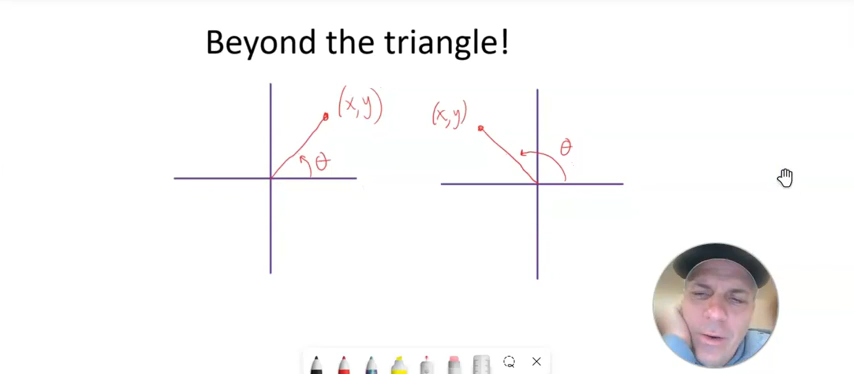 Beyond the triangle!
(x,y)
θ
(x,y)
θ